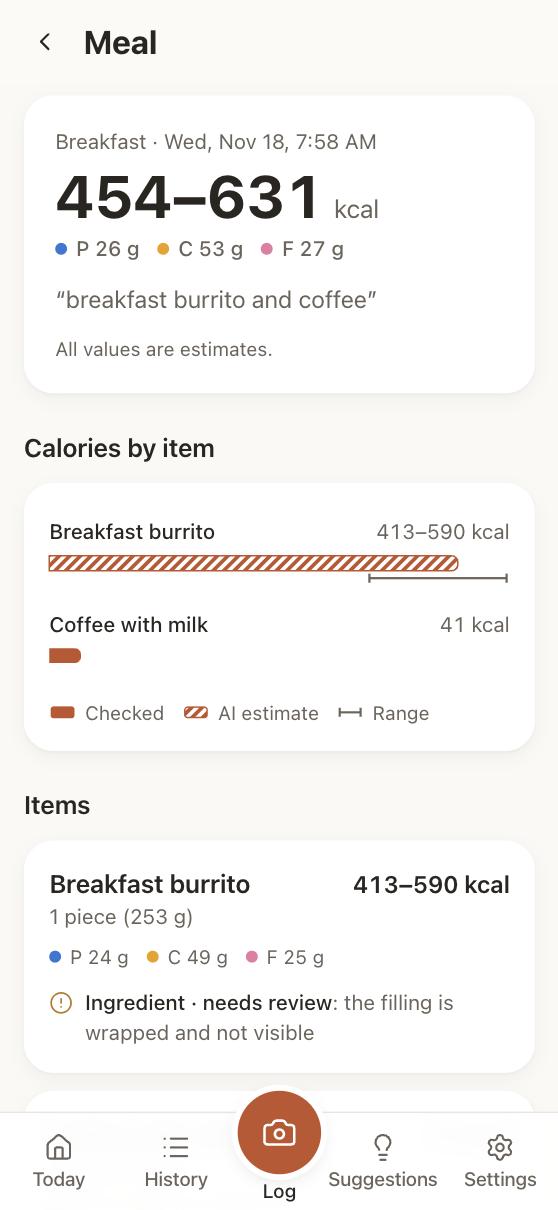 Meal
Breakfast · Wed, Nov 18, 7:58 AM
454–631 kcal
P 26 g C 53 g F 27 g
“breakfast burrito and coffee”
All values are estimates.
Calories by item
Breakfast burrito 413–590 kcal
Coffee with milk 41 kcal
Checked AI estimate Range
Items
Breakfast burrito 413–590 kcal
1 piece (253 g)
P 24 g C 49 g F 25 g
Ingredient · needs review: the filling is
wrapped and not visible
Today History Log Suggestions Settings